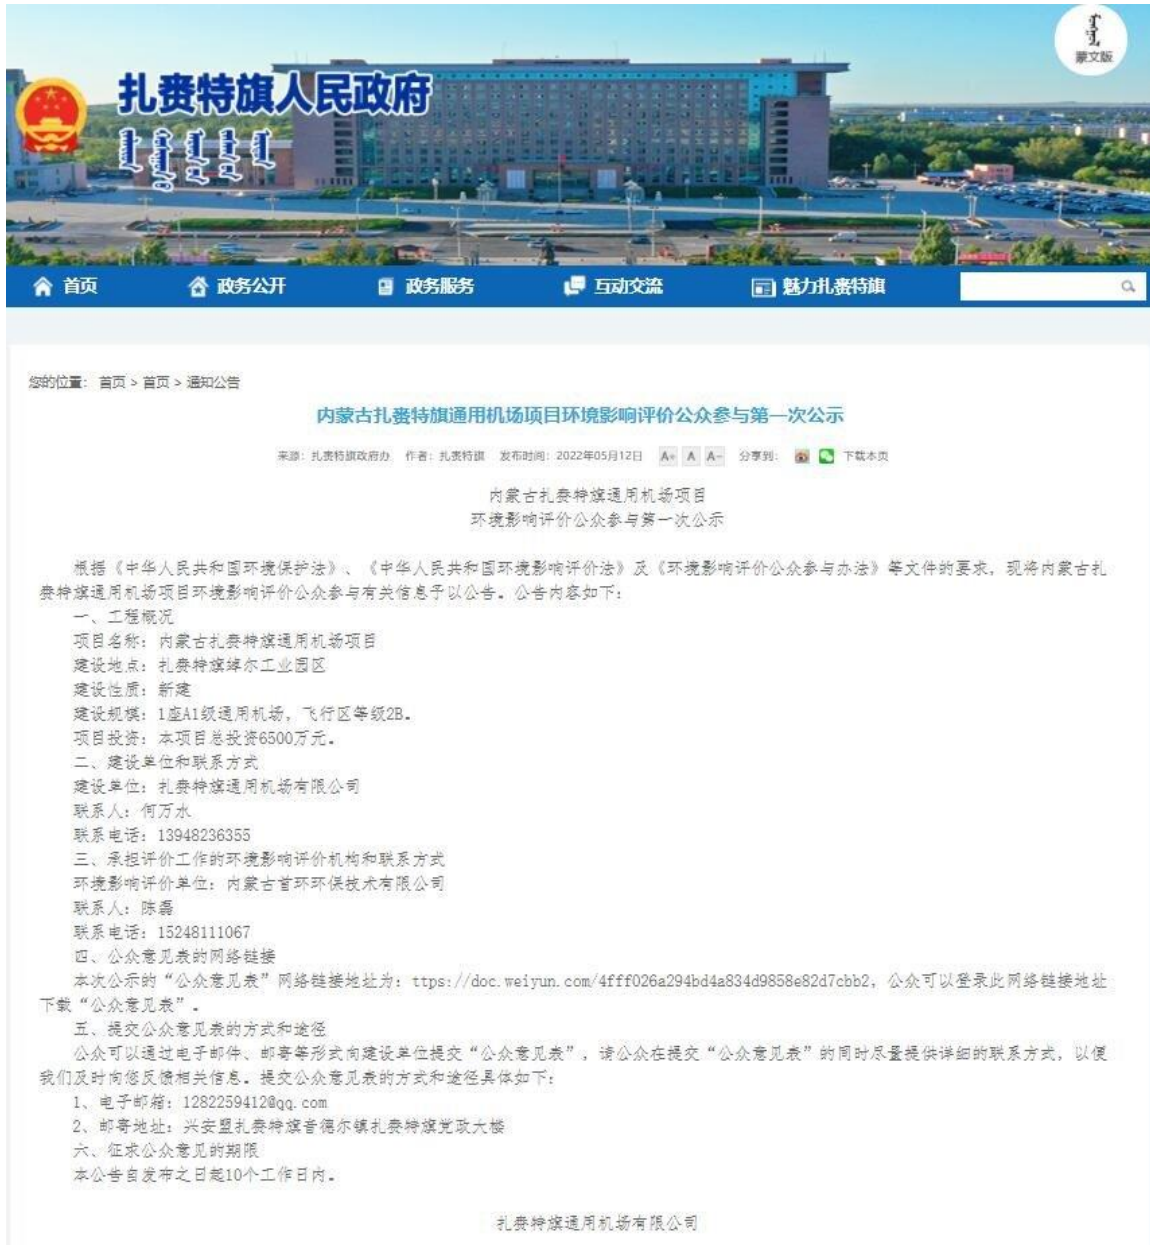 蒙文版
扎赉特旗人民政府
首页 政务公开 政务服务 互动交流 魅力扎赉特旗
您的位置： 首页 > 首页 > 通知公告
内蒙古扎赉特旗通用机场项目环境影响评价公众参与第一次公示
来源：扎赉特旗政府办 作者：扎赉特旗 发布时间：2022年05月12日 A+ A A- 分享到： 下载本页
内蒙古扎赉特旗通用机场项目
环境影响评价公众参与第一次公示
根据《中华人民共和国环境保护法》、《中华人民共和国环境影响评价法》及《环境影响评价公众参与办法》等文件的要求，现将内蒙古扎
赉特旗通用机场项目环境影响评价公众参与有关信息予以公告。公告内容如下：
一、工程概况
项目名称：内蒙古扎赉特旗通用机场项目
建设地点：扎赉特旗绰尔工业园区
建设性质：新建
建设规模：1座A1级通用机场，飞行区等级2B。
项目投资：本项目总投资6500万元。
二、建设单位和联系方式
建设单位：扎赉特旗通用机场有限公司
联系人：何万水
联系电话：13948236355
三、承担评价工作的环境影响评价机构和联系方式
环境影响评价单位：内蒙古首环环保技术有限公司
联系人：陈磊
联系电话：15248111067
四、公众意见表的网络链接
本次公示的“公众意见表”网络链接地址为：ttps://doc.weiyun.com/4fff026a294bd4a834d9858e82d7cbb2，公众可以登录此网络链接地址
下载“公众意见表”。
五、提交公众意见表的方式和途径
公众可以通过电子邮件、邮寄等形式向建设单位提交“公众意见表”，请公众在提交“公众意见表”的同时尽量提供详细的联系方式，以便
我们及时向您反馈相关信息。提交公众意见表的方式和途径具体如下：
1、电子邮箱：1282259412@qq.com
2、邮寄地址：兴安盟扎赉特旗音德尔镇扎赉特旗党政大楼
六、征求公众意见的期限
本公告自发布之日起10个工作日内。
扎赉特旗通用机场有限公司